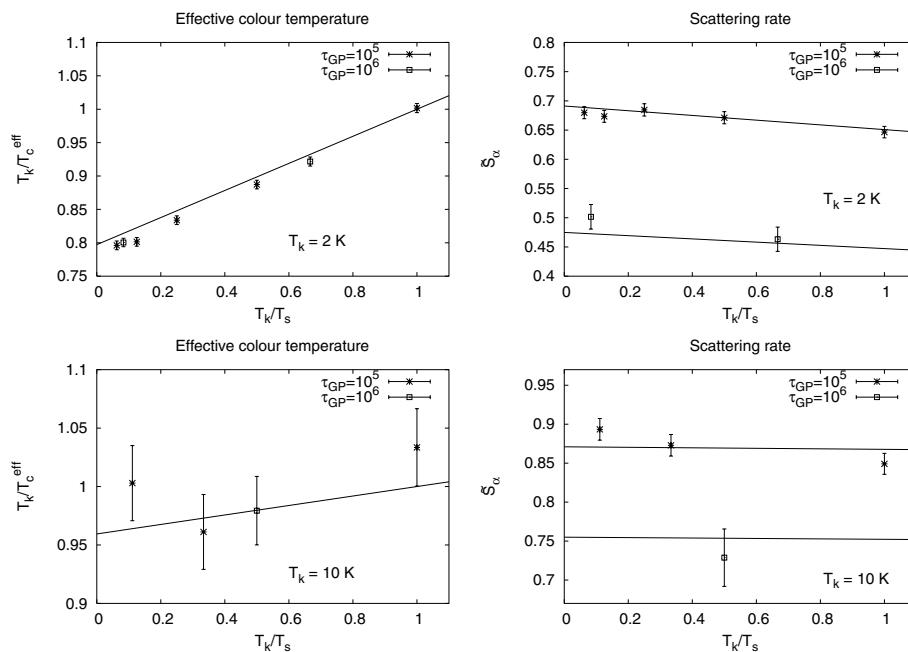 Effective colour temperature
1.1
1.05
1
0.95
0.9
0.85
0.8
0.75
0 0.2 0.4 0.6 0.8 1
T_k/T_c^eff
T_k/T_s
τ_GP=10^5
τ_GP=10^6
T_k = 2 K
Scattering rate
0.8
0.75
0.7
0.65
0.6
0.55
0.5
0.45
0.4
0 0.2 0.4 0.6 0.8 1
S̃_α
T_k/T_s
τ_GP=10^5
τ_GP=10^6
T_k = 2 K
Effective colour temperature
1.1
1.05
1
0.95
0.9
0 0.2 0.4 0.6 0.8 1
T_k/T_c^eff
T_k/T_s
τ_GP=10^5
τ_GP=10^6
T_k = 10 K
Scattering rate
0.95
0.9
0.85
0.8
0.75
0.7
0 0.2 0.4 0.6 0.8 1
S̃_α
T_k/T_s
τ_GP=10^5
τ_GP=10^6
T_k = 10 K